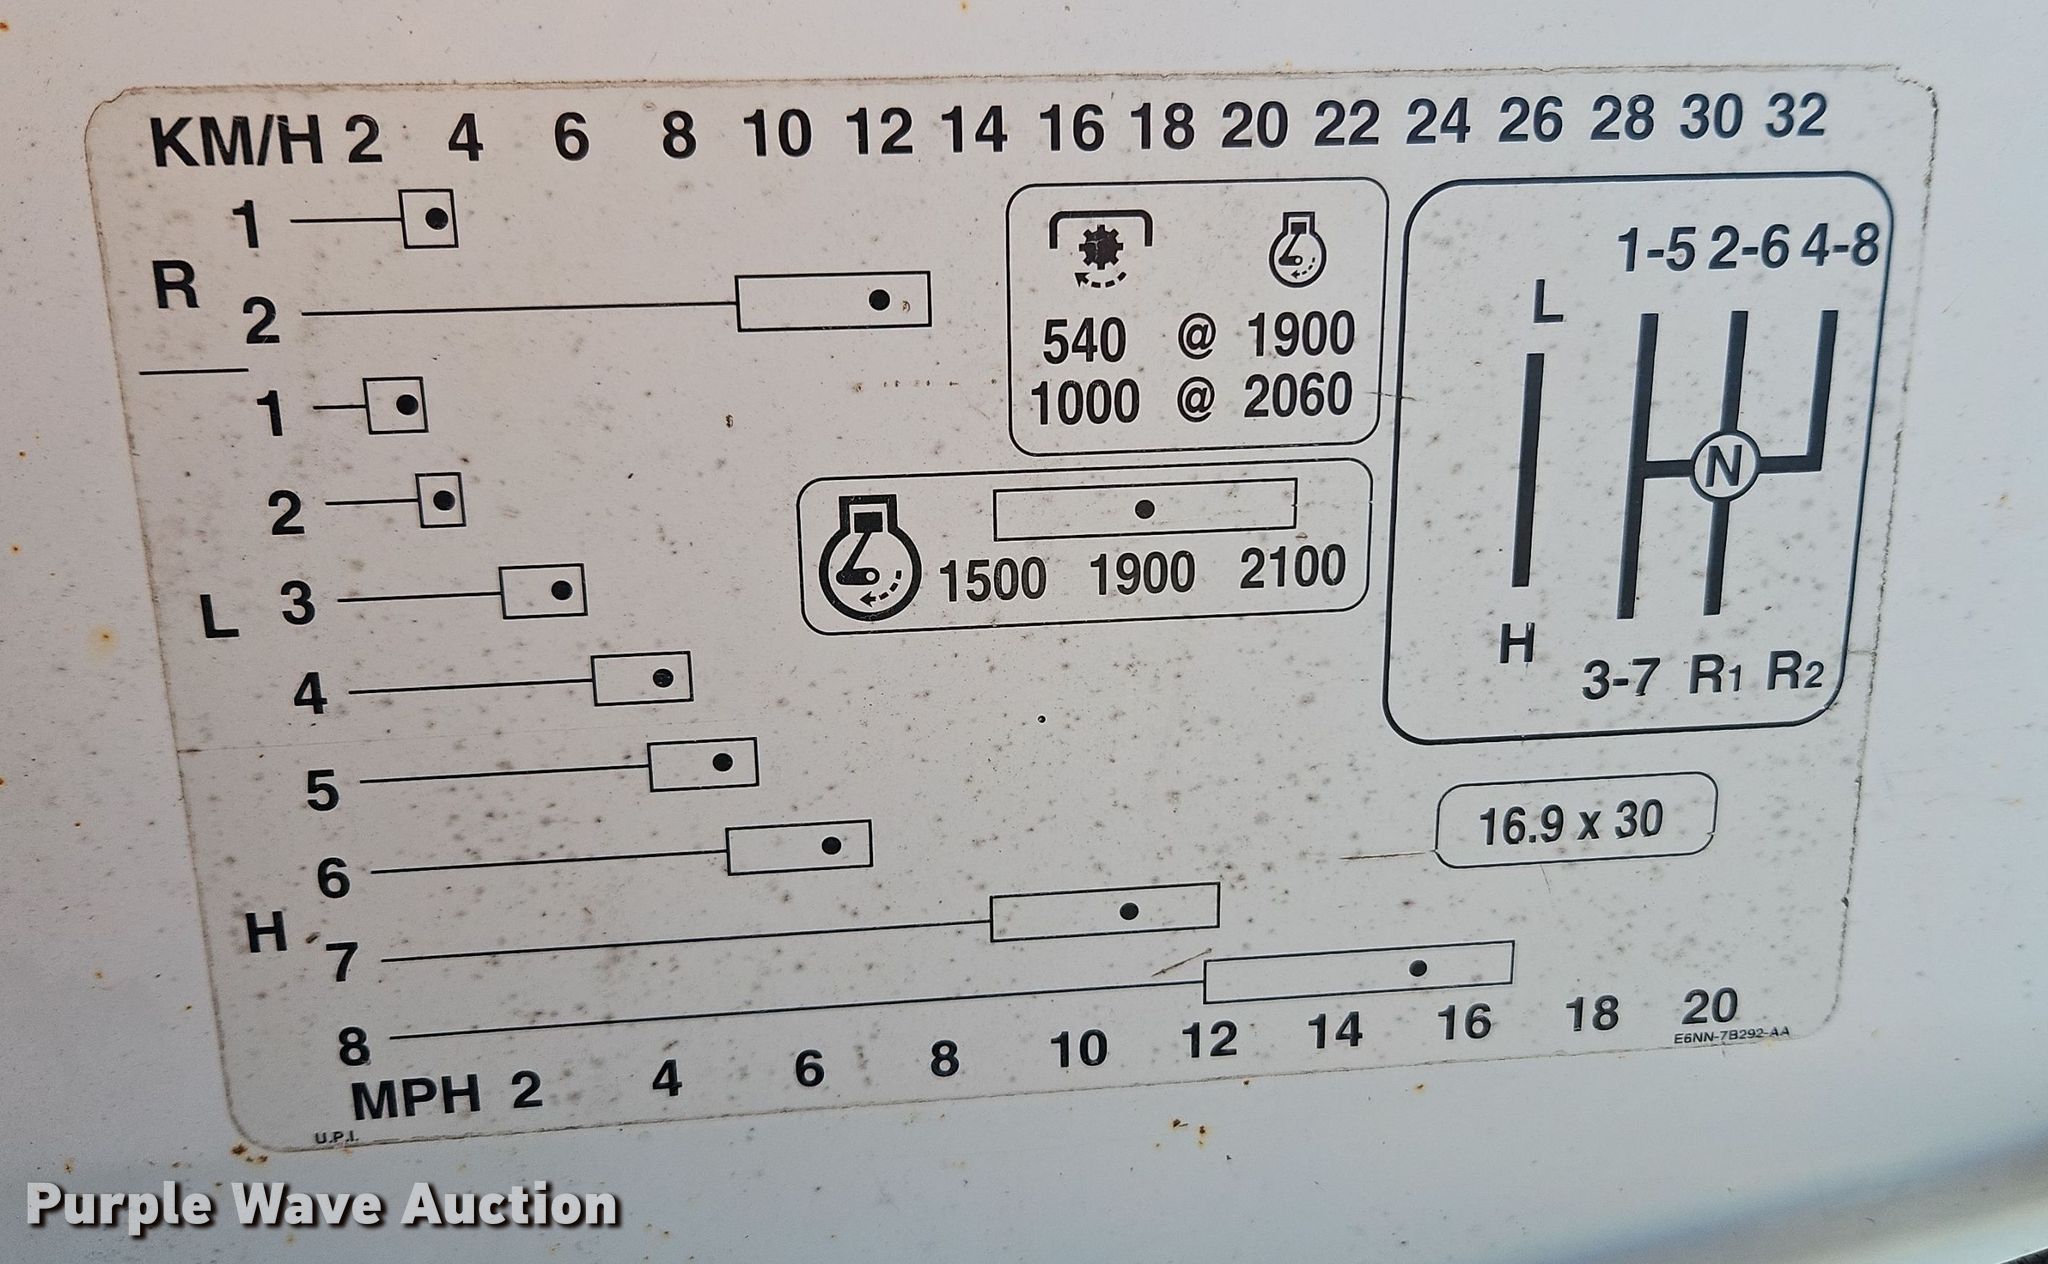 KM/H 2 4 6 8 10 12 14 16 18 20 22 24 26 28 30 32
R
1
2
540 @ 1900
1000 @ 2060
1-5 2-6 4-8
L
N
H
3-7 R1 R2
L
1
2
3
4
1500 1900 2100
16.9 x 30
H
5
6
7
8
MPH 2 4 6 8 10 12 14 16 18 20
E6NN-7B292-AA
U.P.I.
Purple Wave Auction